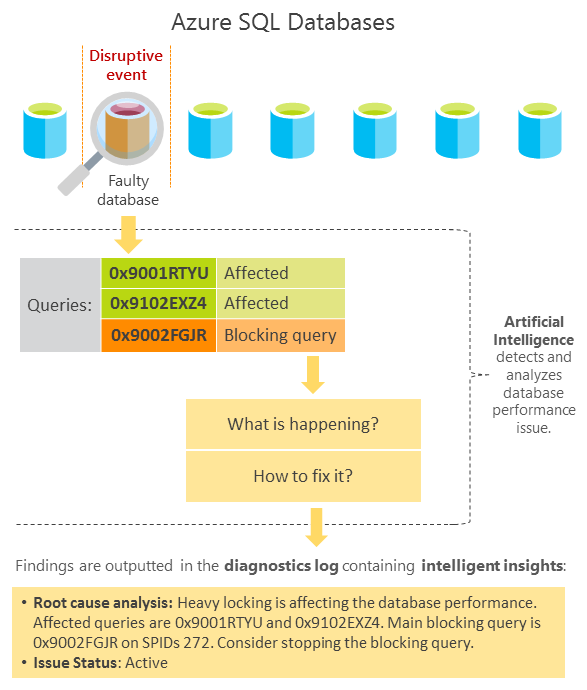 Azure SQL Databases
Disruptive
event
Faulty
database
Queries:
0x9001RTYU Affected
0x9102EXZ4 Affected
0x9002FGJR Blocking query
Artificial
Intelligence
detects and
analyzes
database
performance
issue.
What is happening?
How to fix it?
Findings are outputted in the diagnostics log containing intelligent insights:
• Root cause analysis: Heavy locking is affecting the database performance.
Affected queries are 0x9001RTYU and 0x9102EXZ4. Main blocking query is
0x9002FGJR on SPIDs 272. Consider stopping the blocking query.
• Issue Status: Active